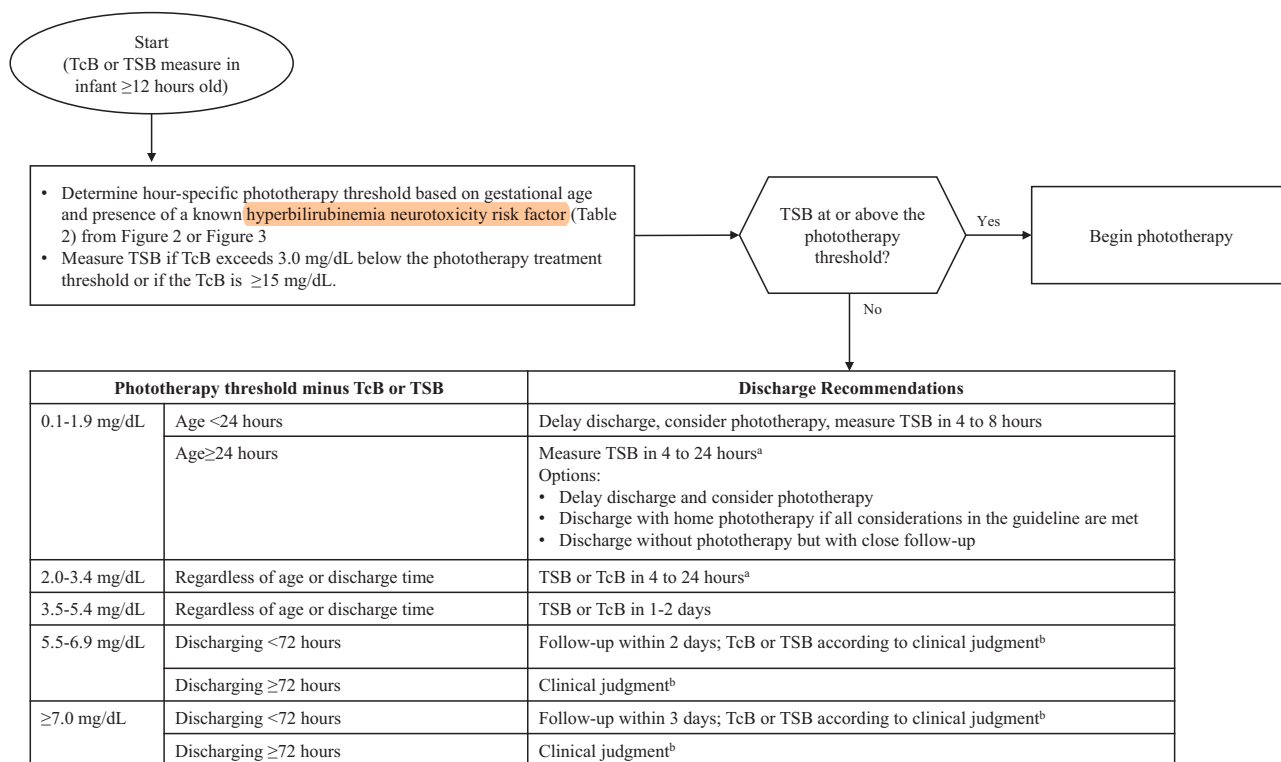 Start
(TcB or TSB measure in
infant ≥12 hours old)
• Determine hour-specific phototherapy threshold based on gestational age
and presence of a known hyperbilirubinemia neurotoxicity risk factor (Table
2) from Figure 2 or Figure 3
• Measure TSB if TcB exceeds 3.0 mg/dL below the phototherapy treatment
threshold or if the TcB is ≥15 mg/dL.
TSB at or above the
phototherapy
threshold?
Yes
Begin phototherapy
No
Phototherapy threshold minus TcB or TSB Discharge Recommendations
0.1-1.9 mg/dL Age <24 hours Delay discharge, consider phototherapy, measure TSB in 4 to 8 hours
Age≥24 hours Measure TSB in 4 to 24 hoursᵃ
Options:
• Delay discharge and consider phototherapy
• Discharge with home phototherapy if all considerations in the guideline are met
• Discharge without phototherapy but with close follow-up
2.0-3.4 mg/dL Regardless of age or discharge time TSB or TcB in 4 to 24 hoursᵃ
3.5-5.4 mg/dL Regardless of age or discharge time TSB or TcB in 1-2 days
5.5-6.9 mg/dL Discharging <72 hours Follow-up within 2 days; TcB or TSB according to clinical judgmentᵇ
Discharging ≥72 hours Clinical judgmentᵇ
≥7.0 mg/dL Discharging <72 hours Follow-up within 3 days; TcB or TSB according to clinical judgmentᵇ
Discharging ≥72 hours Clinical judgmentᵇ